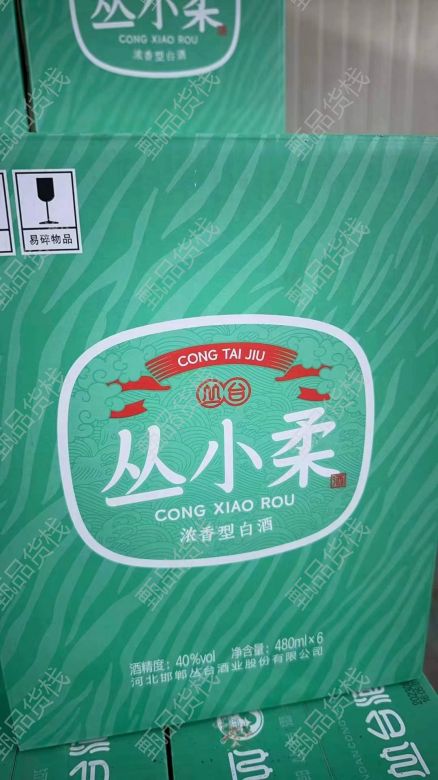 丛小柔
CONG XIAO ROU
浓香型白酒
易碎物品
CONG TAI JIU
丛台
丛小柔
酒
CONG XIAO ROU
浓香型白酒
酒精度：40%vol 净含量：480ml×6
河北邯郸丛台酒业股份有限公司
甄品货栈